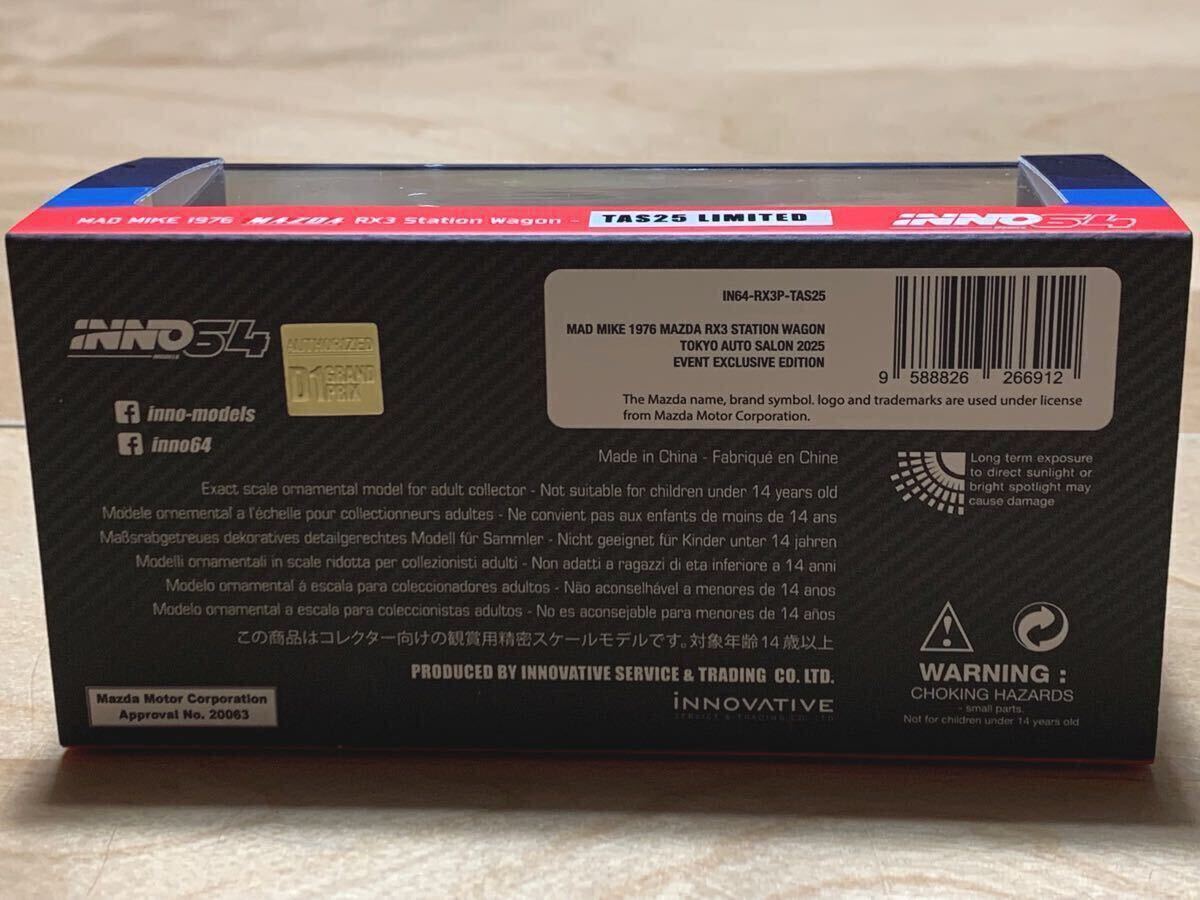 MAD MIKE 1976 MAZDA RX3 Station Wagon - TAS25 LIMITED
INNO64
INNO64
MODELS
AUTHORIZED
D1 GRAND PRIX
inno-models
inno64
IN64-RX3P-TAS25
MAD MIKE 1976 MAZDA RX3 STATION WAGON
TOKYO AUTO SALON 2025
EVENT EXCLUSIVE EDITION
9 588826 266912
The Mazda name, brand symbol. logo and trademarks are used under license
from Mazda Motor Corporation.
Made in China - Fabriqué en Chine
Long term exposure
to direct sunlight or
bright spotlight may
cause damage
Exact scale ornamental model for adult collector - Not suitable for children under 14 years old
Modele ornemental a l'échelle pour collectionneurs adultes - Ne convient pas aux enfants de moins de 14 ans
Maßsrabgetreues dekoratives detailgerechtes Modell für Sammler - Nicht geeignet für Kinder unter 14 jahren
Modelli ornamentali in scale ridotta per collezionisti adulti - Non adatti a ragazzi di eta inferiore a 14 anni
Modelo ornamental á escala para coleccionadores adultos - Não aconselhável a menores de 14 anos
Modelo ornamental a escala para coleccionistas adultos - No es aconsejable para menores de 14 años
この商品はコレクター向けの観賞用精密スケールモデルです。対象年齢14歳以上
PRODUCED BY INNOVATIVE SERVICE & TRADING CO. LTD.
INNOVATIVE
SERVICE & TRADING CO. LTD
Mazda Motor Corporation
Approval No. 20063
WARNING :
CHOKING HAZARDS
- small parts.
Not for children under 14 years old